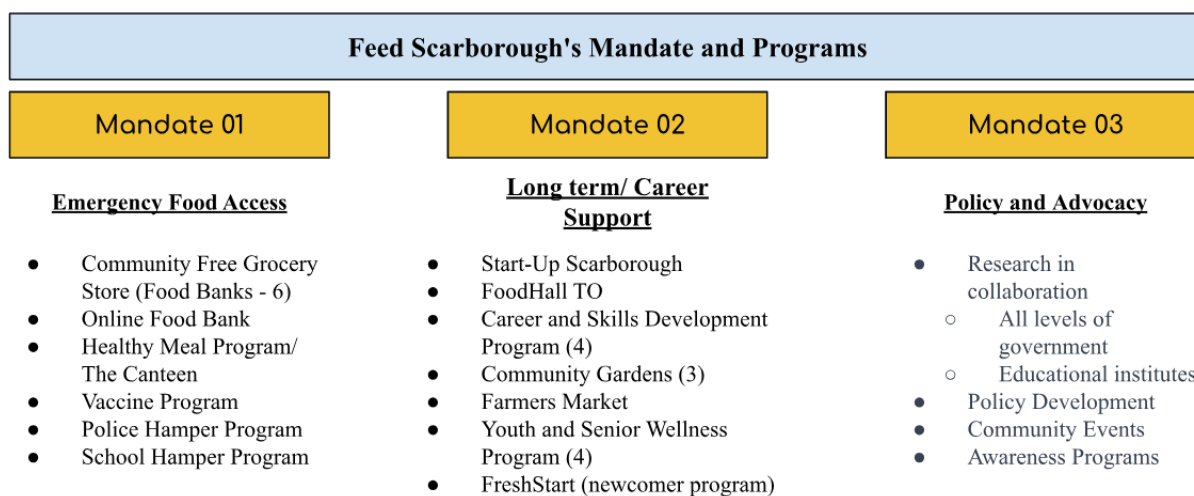 Feed Scarborough's Mandate and Programs
Mandate 01
Emergency Food Access
● Community Free Grocery
Store (Food Banks - 6)
● Online Food Bank
● Healthy Meal Program/
The Canteen
● Vaccine Program
● Police Hamper Program
● School Hamper Program
Mandate 02
Long term/ Career
Support
● Start-Up Scarborough
● FoodHall TO
● Career and Skills Development
Program (4)
● Community Gardens (3)
● Farmers Market
● Youth and Senior Wellness
Program (4)
● FreshStart (newcomer program)
Mandate 03
Policy and Advocacy
● Research in
collaboration
○ All levels of
government
○ Educational institutes
● Policy Development
● Community Events
● Awareness Programs